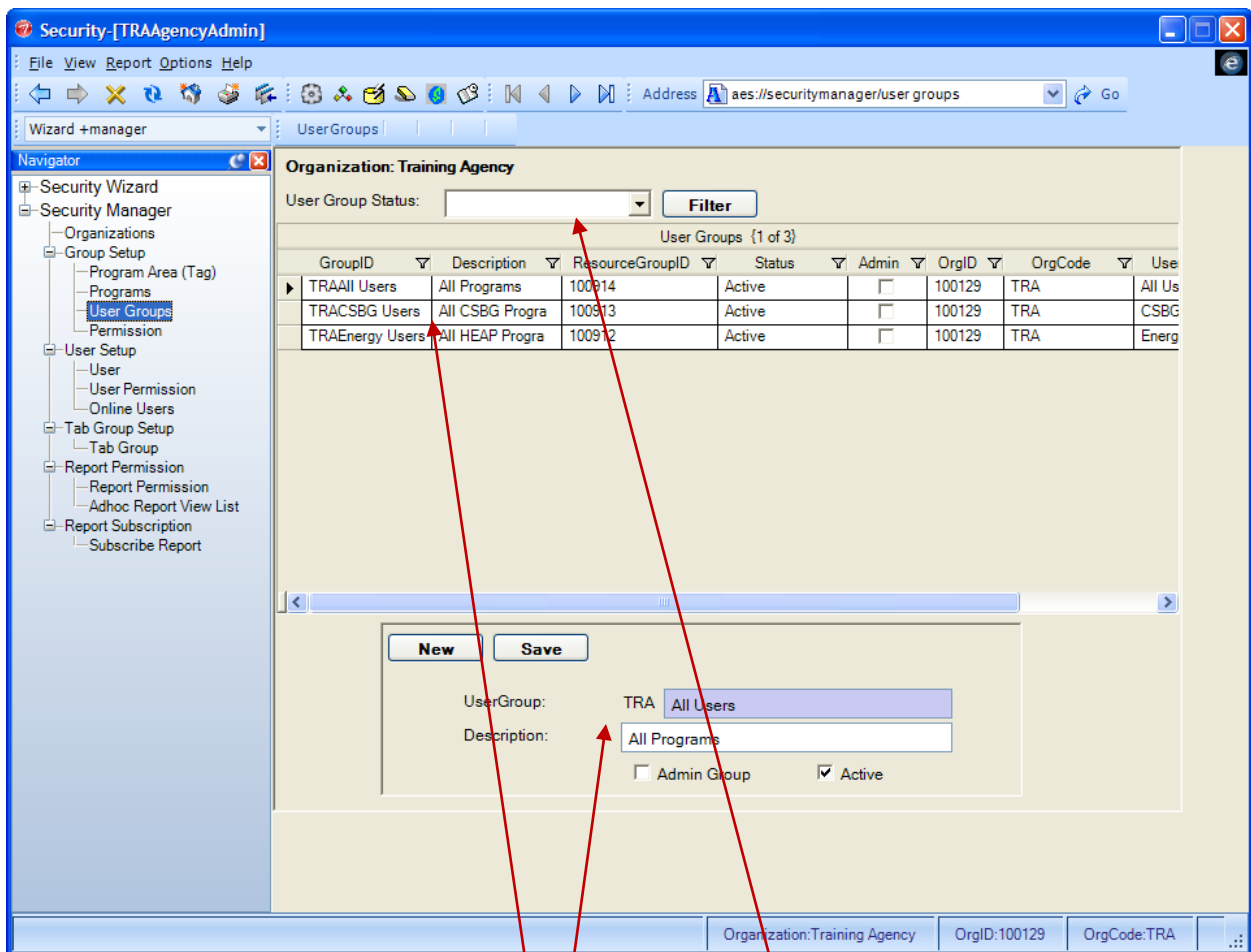 Security-[TRAAgencyAdmin]
File View Report Options Help
Address aes://securitymanager/user groups Go
Wizard +manager UserGroups
Navigator
Security Wizard
Security Manager
Organizations
Group Setup
Program Area (Tag)
Programs
User Groups
Permission
User Setup
User
User Permission
Online Users
Tab Group Setup
Tab Group
Report Permission
Report Permission
Adhoc Report View List
Report Subscription
Subscribe Report
Organization: Training Agency
User Group Status: Filter
User Groups {1 of 3}
GroupID Description ResourceGroupID Status Admin OrgID OrgCode Use
TRAAll Users All Programs 100914 Active 100129 TRA All Us
TRACSBG Users All CSBG Progra 100913 Active 100129 TRA CSBG
TRAEnergy Users All HEAP Progra 100912 Active 100129 TRA Energ
New Save
UserGroup: TRA All Users
Description: All Programs
Admin Group Active
Organization:Training Agency OrgID:100129 OrgCode:TRA